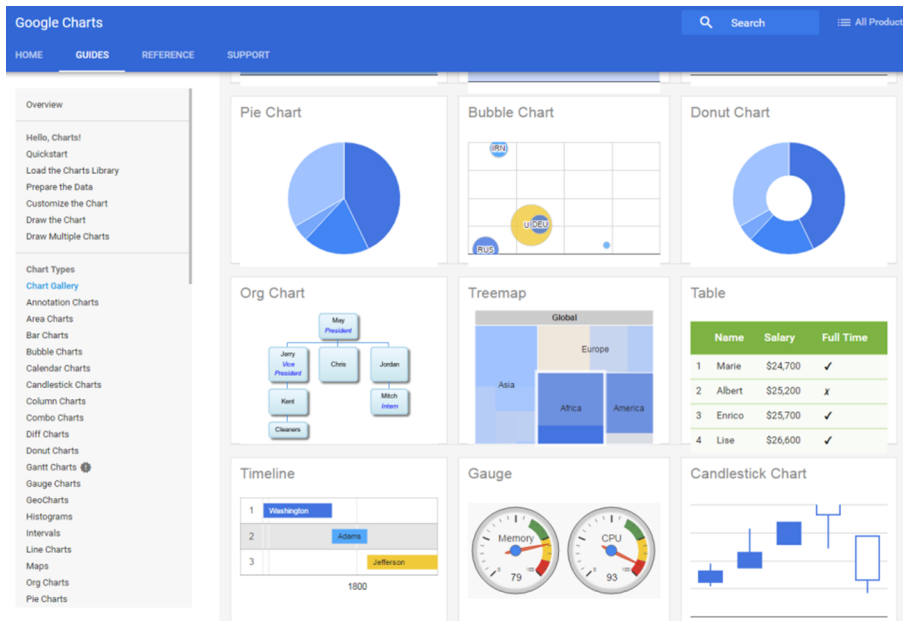 Google Charts
Search
All Product
HOME GUIDES REFERENCE SUPPORT
Overview
Hello, Charts!
Quickstart
Load the Charts Library
Prepare the Data
Customize the Chart
Draw the Chart
Draw Multiple Charts
Chart Types
Chart Gallery
Annotation Charts
Area Charts
Bar Charts
Bubble Charts
Calendar Charts
Candlestick Charts
Column Charts
Combo Charts
Diff Charts
Donut Charts
Gantt Charts
Gauge Charts
GeoCharts
Histograms
Intervals
Line Charts
Maps
Org Charts
Pie Charts
Pie Chart
Bubble Chart
IRN
U DEU
RUS
Donut Chart
Org Chart
May
President
Jerry
Vice
President
Chris
Jordan
Kent
Mitch
Intern
Cleaners
Treemap
Global
Europe
Asia
Africa
America
Table
Name Salary Full Time
1 Marie $24,700 ✓
2 Albert $25,200 ✗
3 Enrico $25,700 ✓
4 Lise $26,600 ✓
Timeline
1 Washington
2 Adams
3 Jefferson
1800
Gauge
Memory
0 100
79
CPU
0 100
93
Candlestick Chart